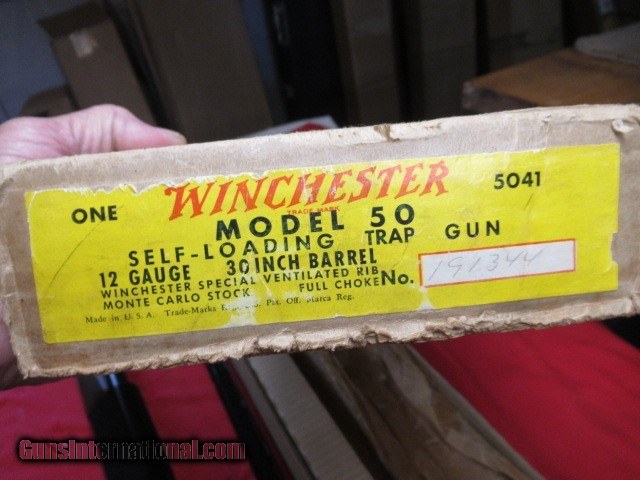 ONE WINCHESTER 5041
TRADE MARK
MODEL 50
SELF-LOADING TRAP GUN
12 GAUGE 30 INCH BARREL
WINCHESTER SPECIAL VENTILATED RIB
MONTE CARLO STOCK FULL CHOKE No. 191344
Made in U.S.A. Trade-Marks Pat. Off. Marca Reg.
GunsInternational.com